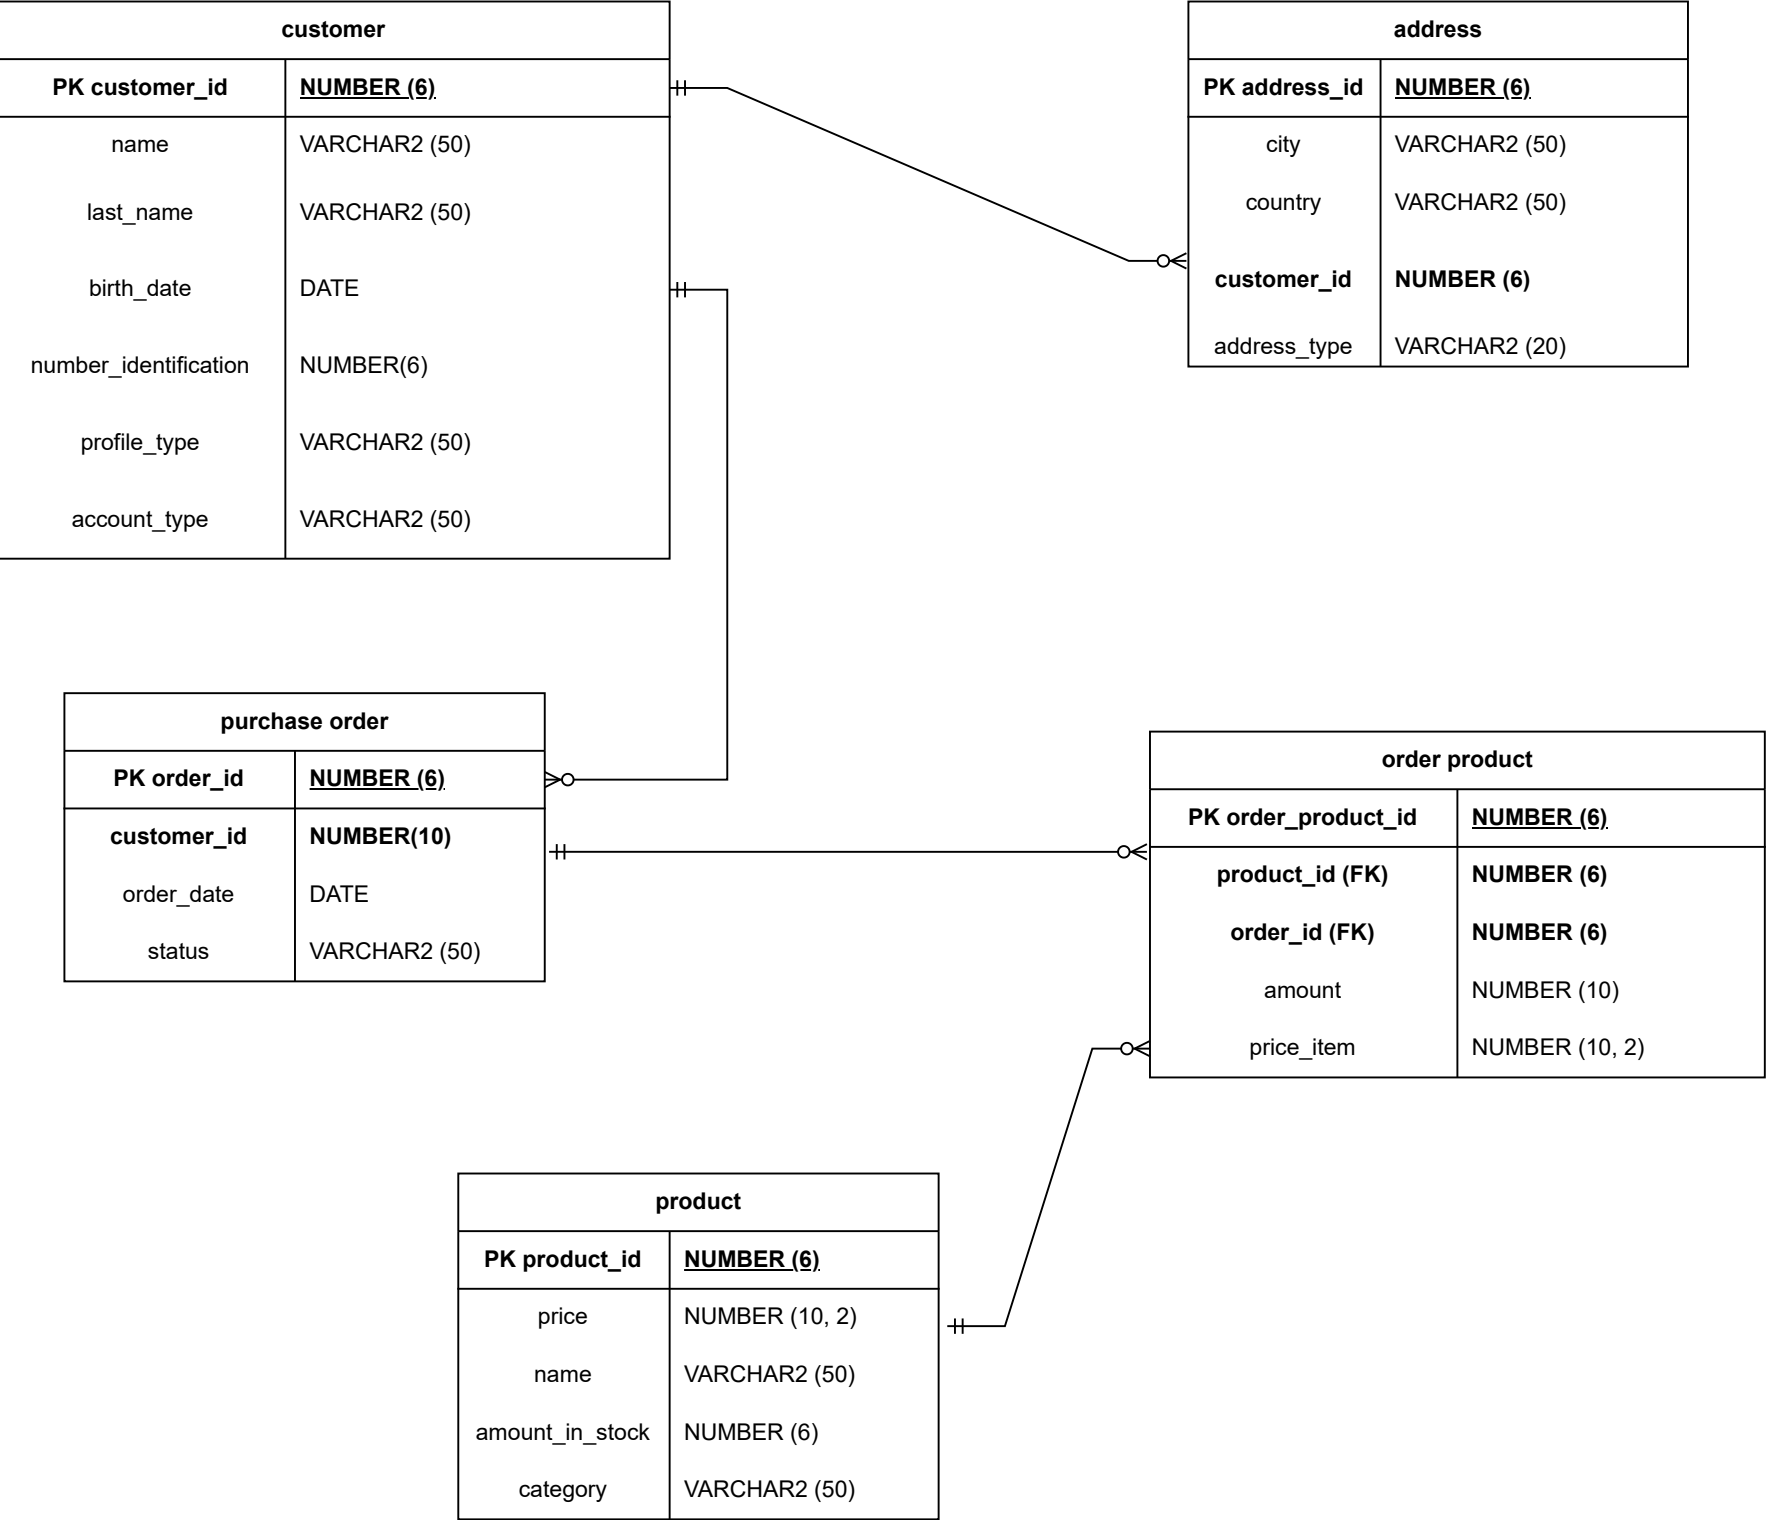 customer
PK customer_id NUMBER (6)
name VARCHAR2 (50)
last_name VARCHAR2 (50)
birth_date DATE
number_identification NUMBER(6)
profile_type VARCHAR2 (50)
account_type VARCHAR2 (50)
address
PK address_id NUMBER (6)
city VARCHAR2 (50)
country VARCHAR2 (50)
customer_id NUMBER (6)
address_type VARCHAR2 (20)
purchase order
PK order_id NUMBER (6)
customer_id NUMBER(10)
order_date DATE
status VARCHAR2 (50)
order product
PK order_product_id NUMBER (6)
product_id (FK) NUMBER (6)
order_id (FK) NUMBER (6)
amount NUMBER (10)
price_item NUMBER (10, 2)
product
PK product_id NUMBER (6)
price NUMBER (10, 2)
name VARCHAR2 (50)
amount_in_stock NUMBER (6)
category VARCHAR2 (50)